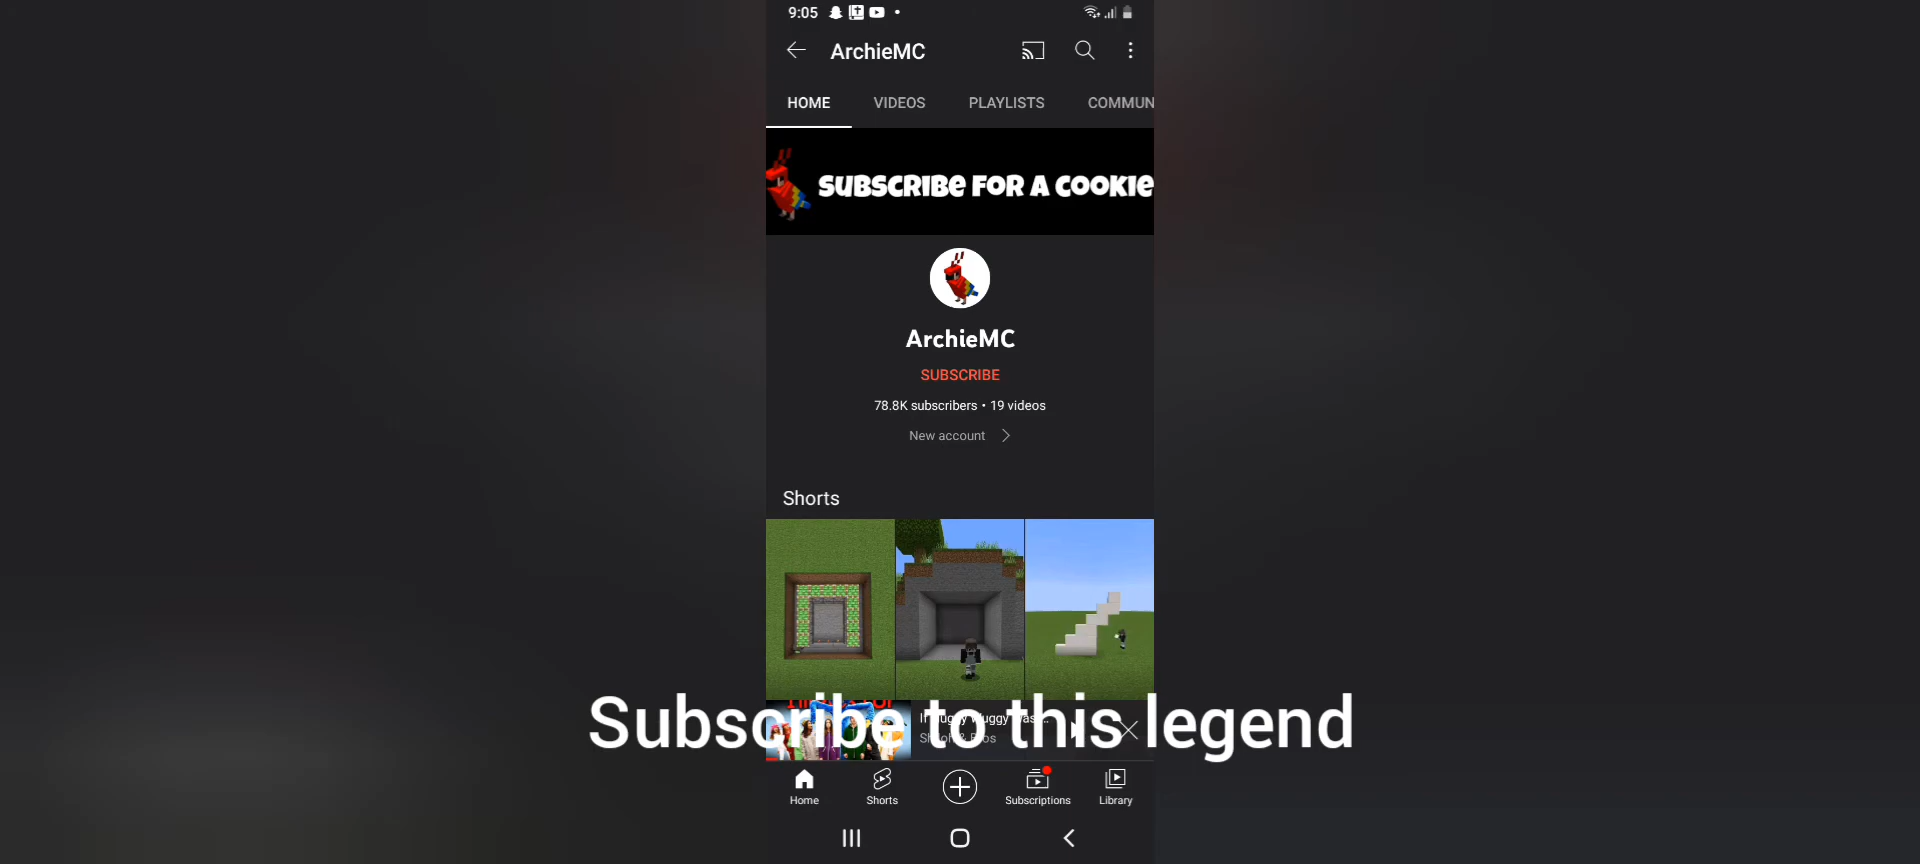 9:05
ArchieMC
HOME VIDEOS PLAYLISTS COMMUN
SUBSCRIBE FOR A COOKIE
ArchieMC
SUBSCRIBE
78.8K subscribers • 19 videos
New account
Shorts
Subscribe to this legend
Home Shorts Subscriptions Library